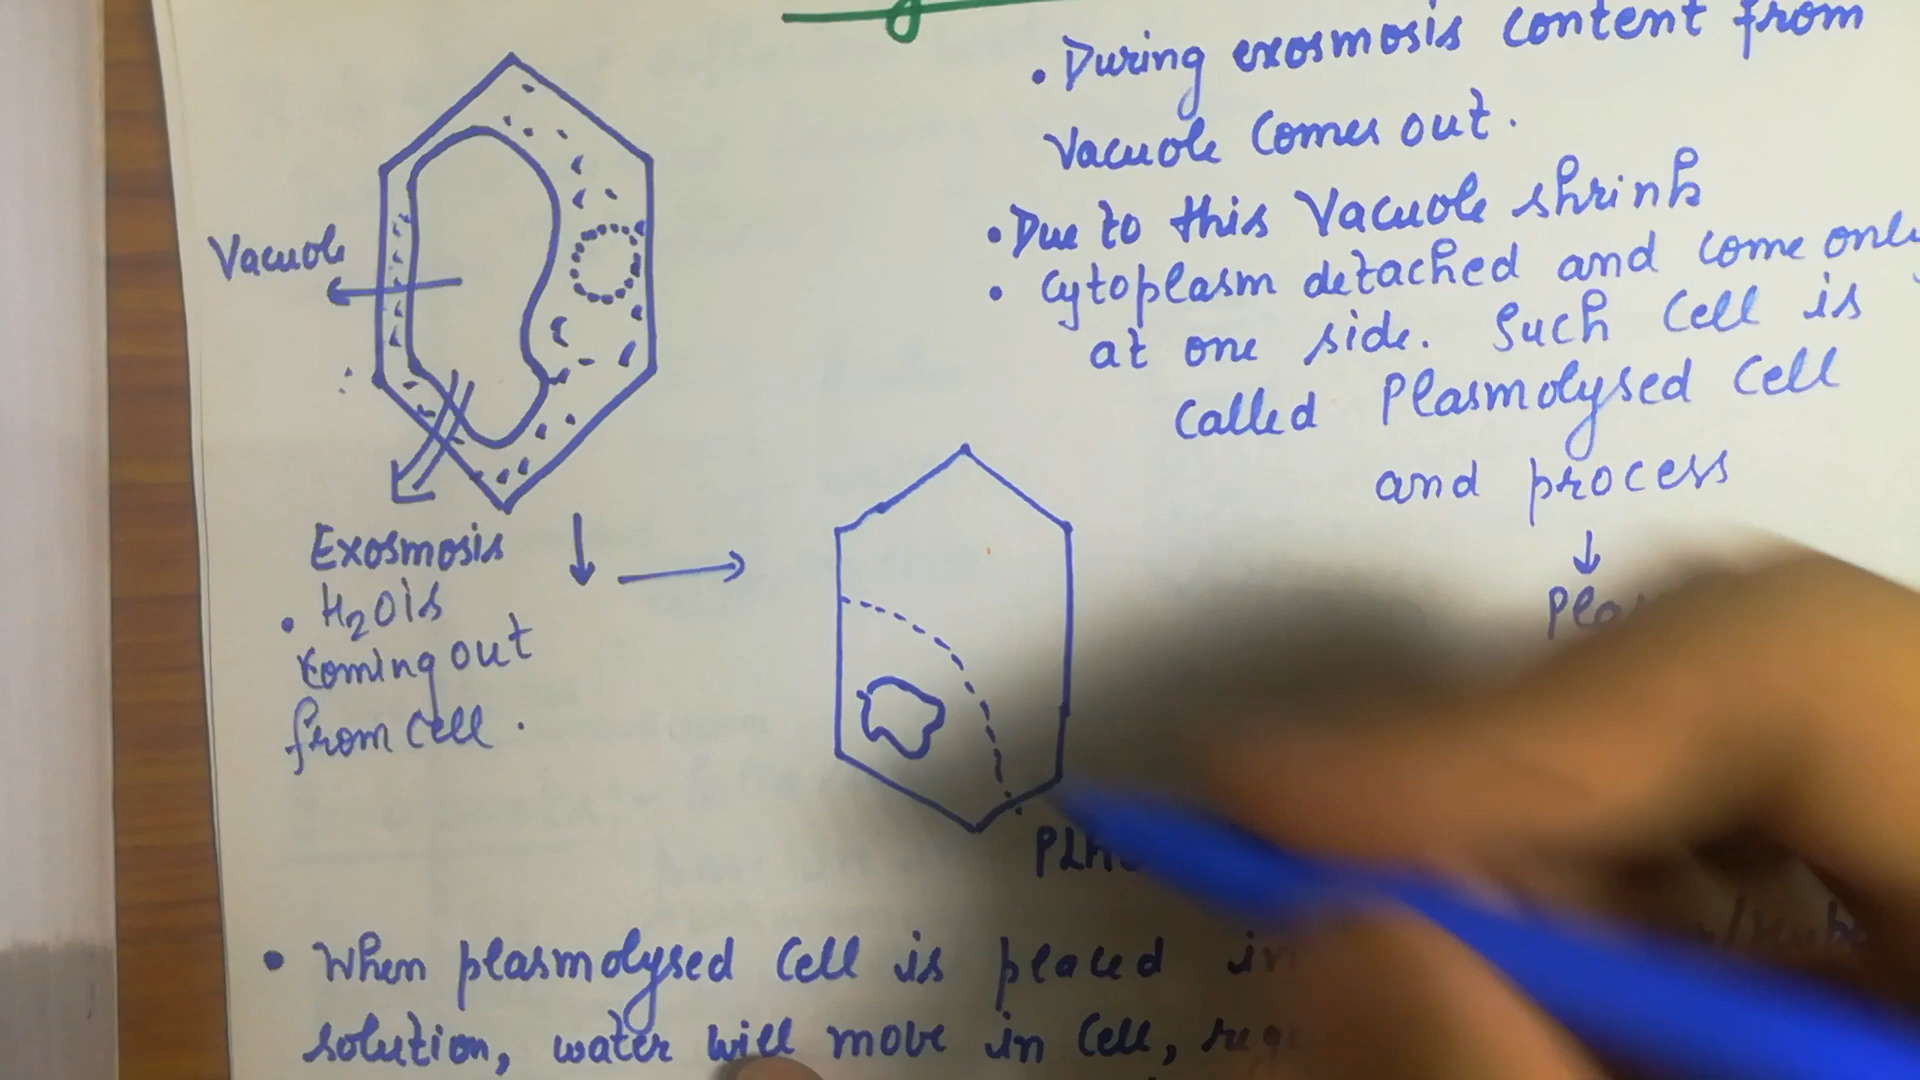 • During exosmosis content from
Vacuole Comes out.
• Due to this Vacuole shrink
• Cytoplasm detached and come only
at one side. Such Cell is
called Plasmolysed Cell
and process
Vacuole
Exosmosis
• H2O is
coming out
from cell.
• When plasmolysed Cell is placed in
solution, water will move in Cell,